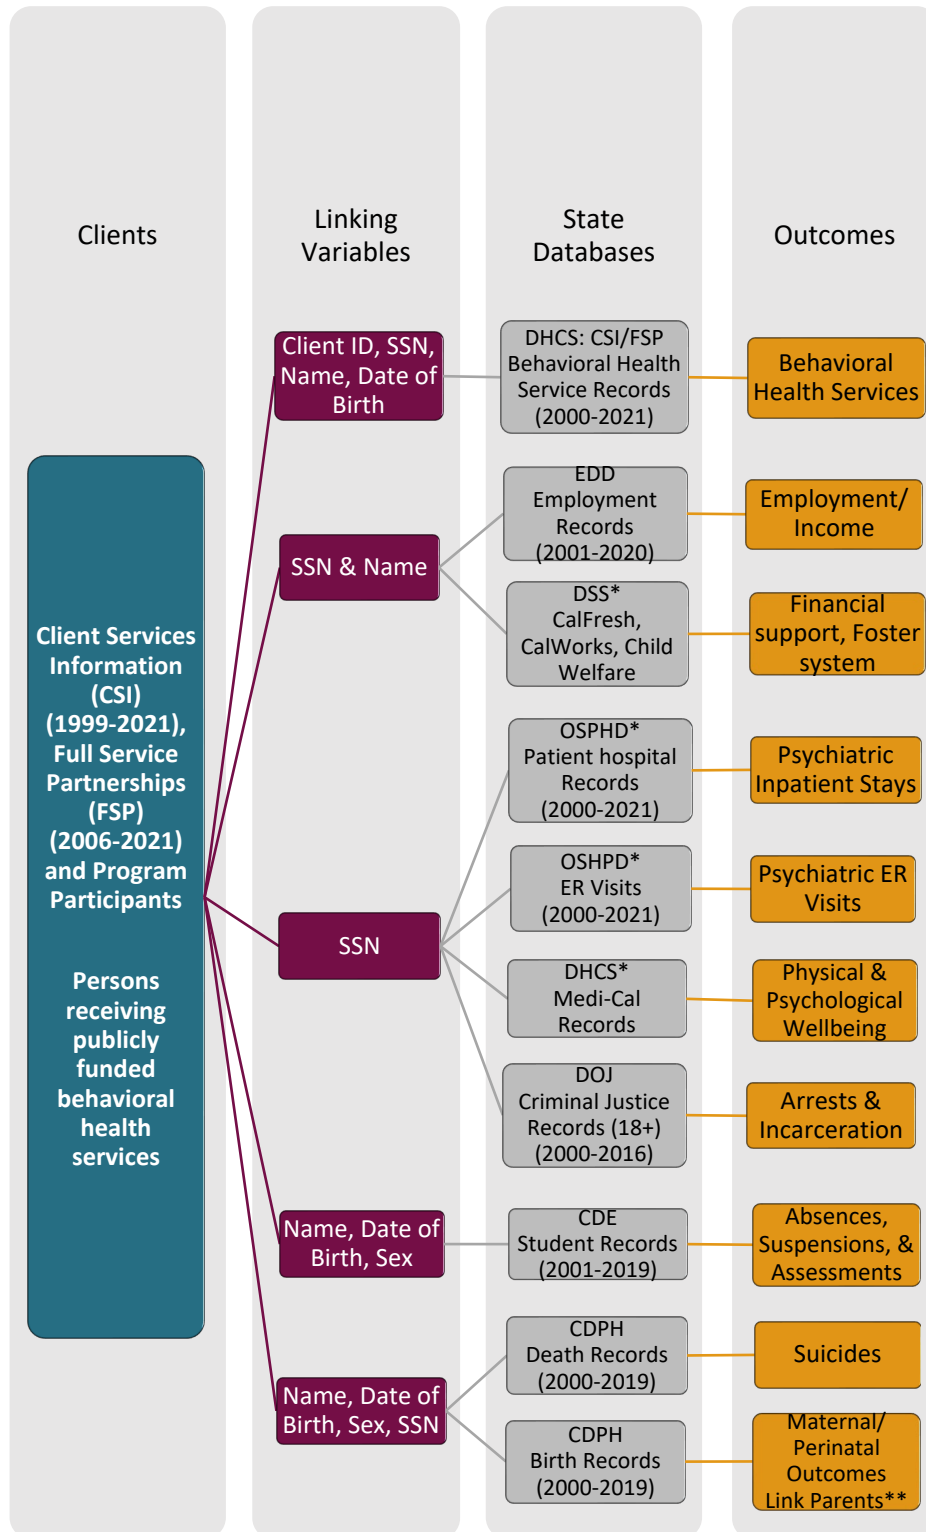 Clients
Linking
Variables
State
Databases
Outcomes
Client Services
Information
(CSI)
(1999-2021),
Full Service
Partnerships
(FSP)
(2006-2021)
and Program
Participants
Persons
receiving
publicly
funded
behavioral
health
services
Client ID, SSN,
Name, Date of
Birth
DHCS: CSI/FSP
Behavioral Health
Service Records
(2000-2021)
Behavioral
Health Services
SSN & Name
EDD
Employment
Records
(2001-2020)
Employment/
Income
DSS*
CalFresh,
CalWorks, Child
Welfare
Financial
support, Foster
system
SSN
OSPHD*
Patient hospital
Records
(2000-2021)
Psychiatric
Inpatient Stays
OSHPD*
ER Visits
(2000-2021)
Psychiatric ER
Visits
DHCS*
Medi-Cal
Records
Physical &
Psychological
Wellbeing
DOJ
Criminal Justice
Records (18+)
(2000-2016)
Arrests &
Incarceration
Name, Date of
Birth, Sex
CDE
Student Records
(2001-2019)
Absences,
Suspensions, &
Assessments
Name, Date of
Birth, Sex, SSN
CDPH
Death Records
(2000-2019)
Suicides
CDPH
Birth Records
(2000-2019)
Maternal/
Perinatal
Outcomes
Link Parents**